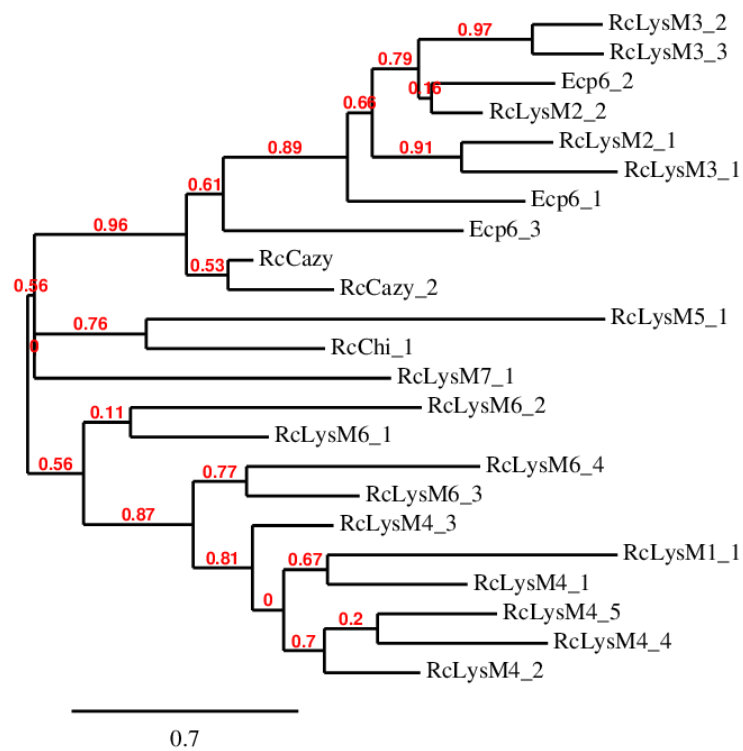 0.97
RcLysM3_2
RcLysM3_3
0.79
Ecp6_2
0.16
RcLysM2_2
0.66
RcLysM2_1
0.91
RcLysM3_1
0.89
Ecp6_1
0.61
Ecp6_3
0.96
RcCazy
0.53
RcCazy_2
0.56
RcLysM5_1
0.76
0
RcChi_1
RcLysM7_1
RcLysM6_2
0.11
RcLysM6_1
0.56
RcLysM6_4
0.77
RcLysM6_3
0.87
RcLysM4_3
0.81
RcLysM1_1
0.67
RcLysM4_1
0
RcLysM4_5
0.2
RcLysM4_4
0.7
RcLysM4_2
0.7